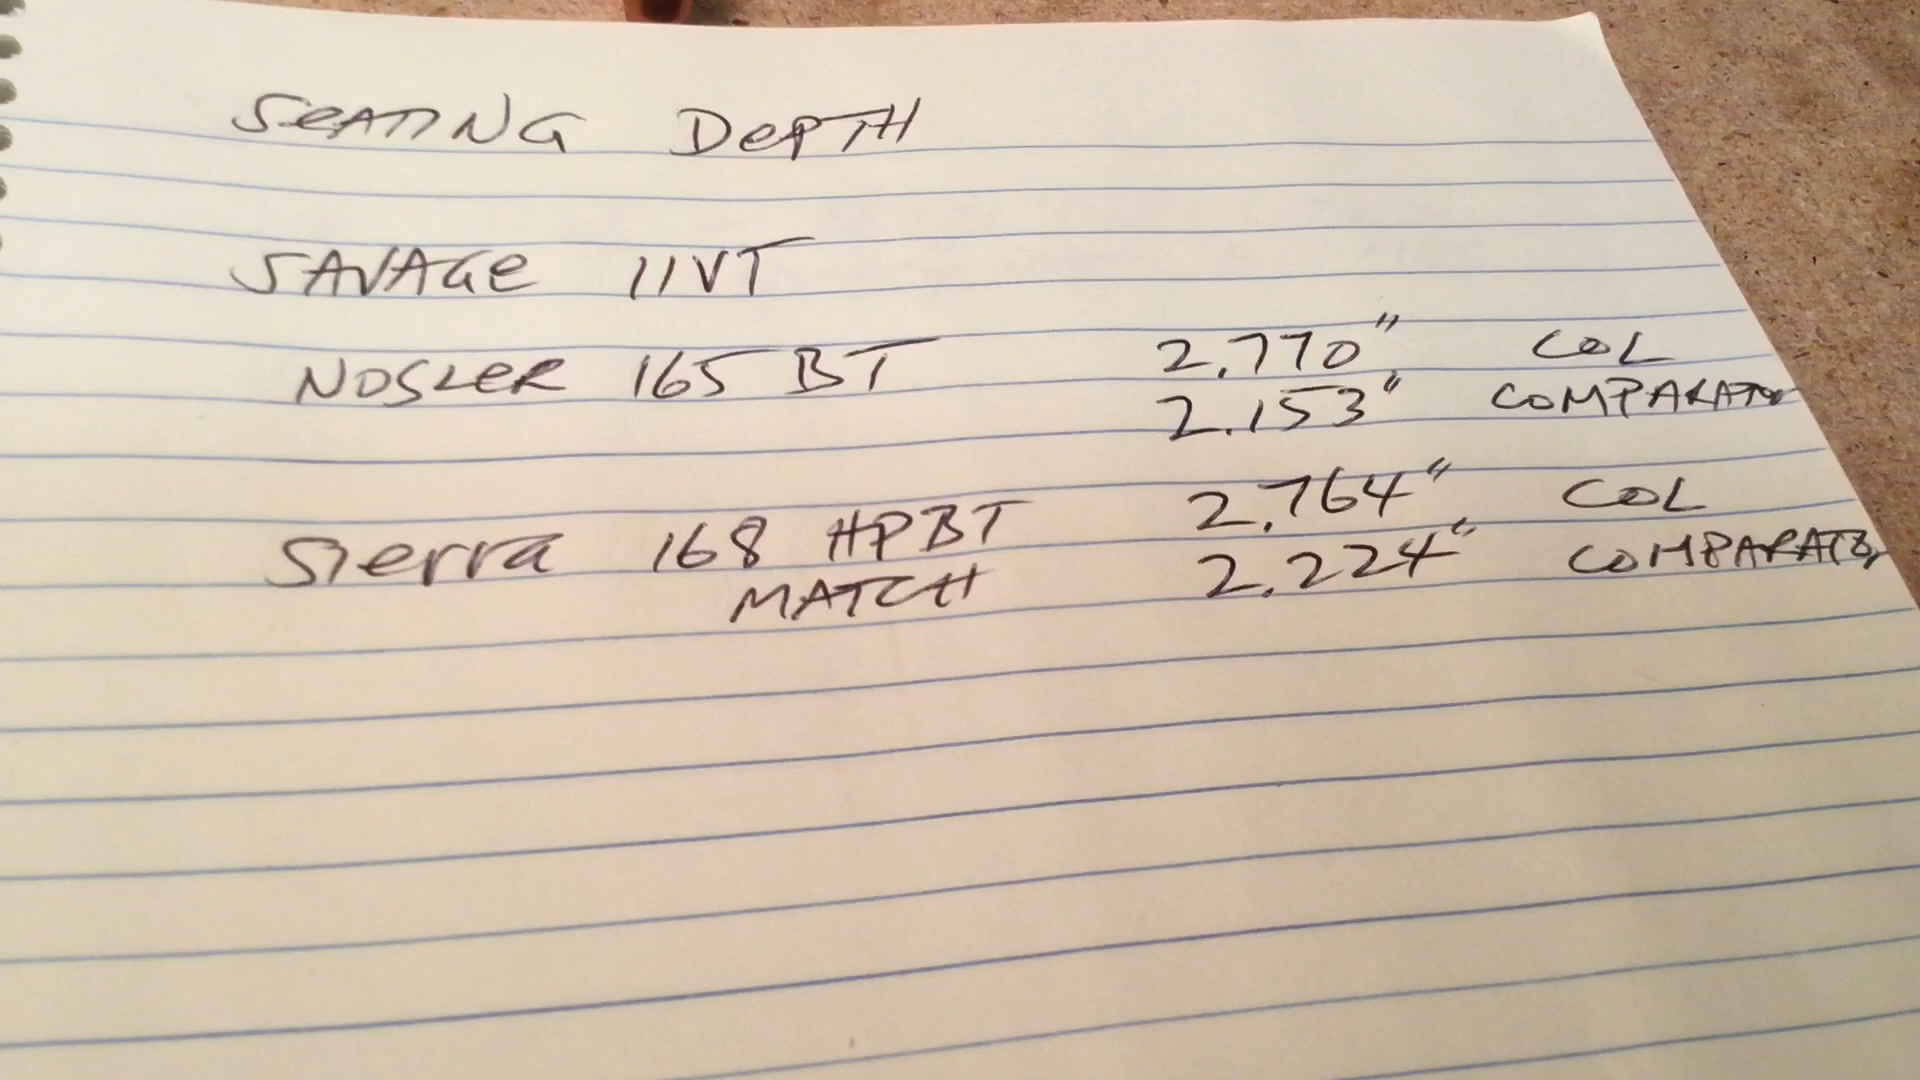 SeATING DePTH
SAVAGe 11VT
NOSLeR 165 BT 2.770" COL
2.153" COMPARATOR
Sierra 168 HPBT 2.764" COL
MATCH 2.224" COMPARATOR